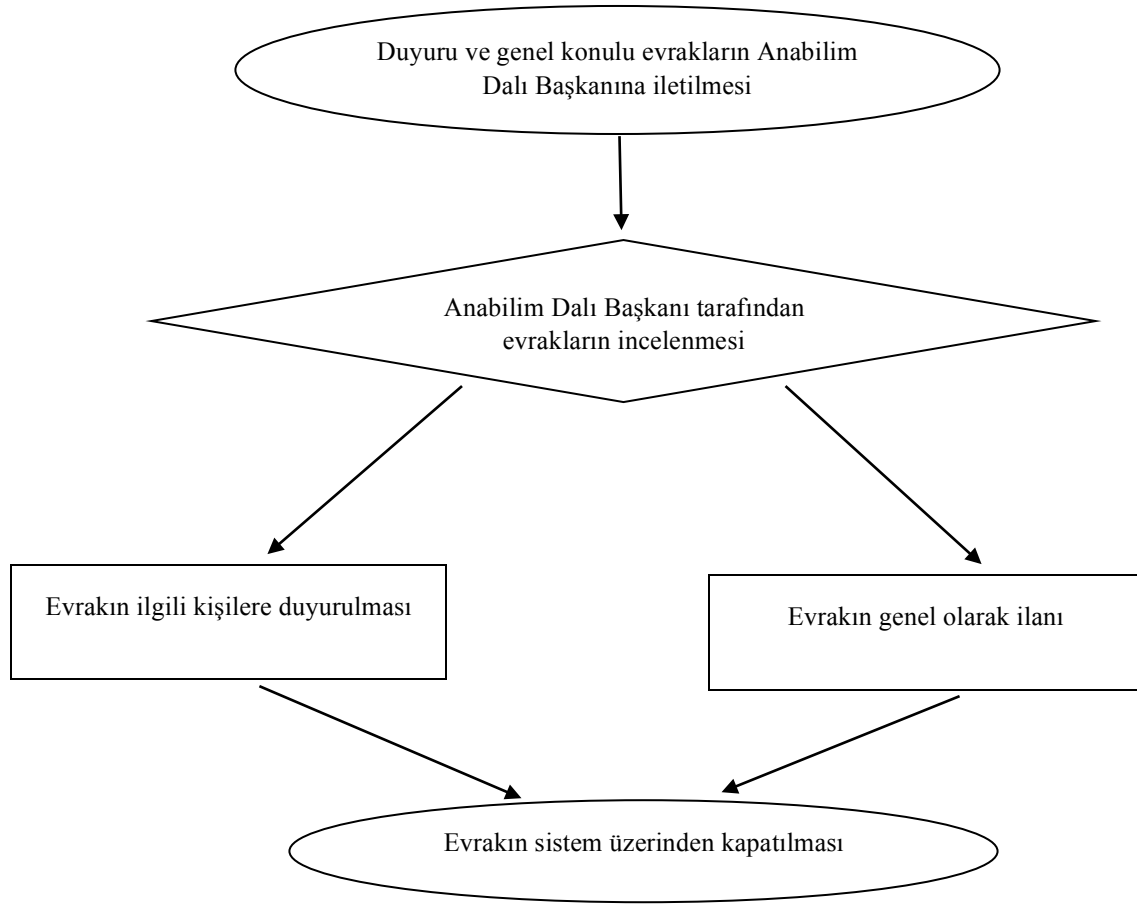 Duyuru ve genel konulu evrakların Anabilim
Dalı Başkanına iletilmesi
Anabilim Dalı Başkanı tarafından
evrakların incelenmesi
Evrakın ilgili kişilere duyurulması
Evrakın genel olarak ilanı
Evrakın sistem üzerinden kapatılması